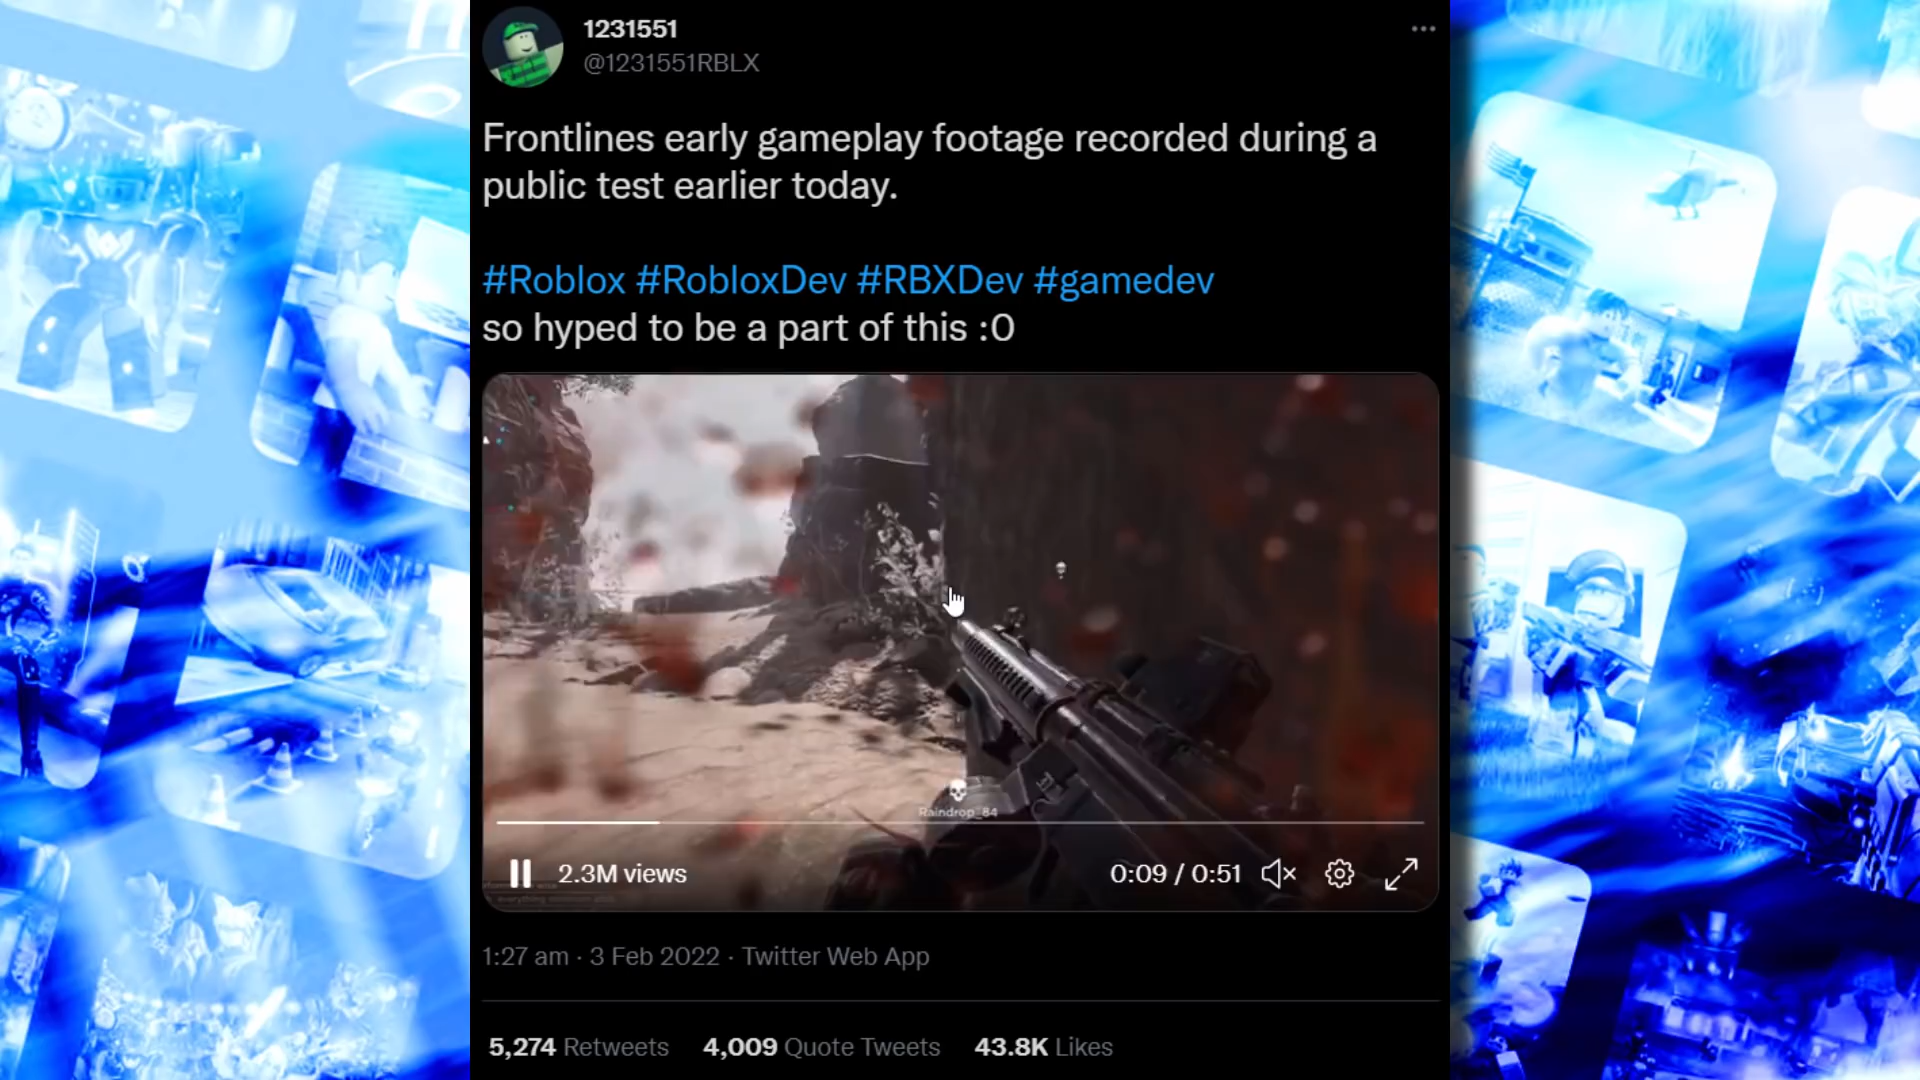 1231551
@1231551RBLX
Frontlines early gameplay footage recorded during a
public test earlier today.
#Roblox #RobloxDev #RBXDev #gamedev
so hyped to be a part of this :O
Raindrop_84
2.3M views
0:09 / 0:51
1:27 am · 3 Feb 2022 · Twitter Web App
5,274 Retweets 4,009 Quote Tweets 43.8K Likes